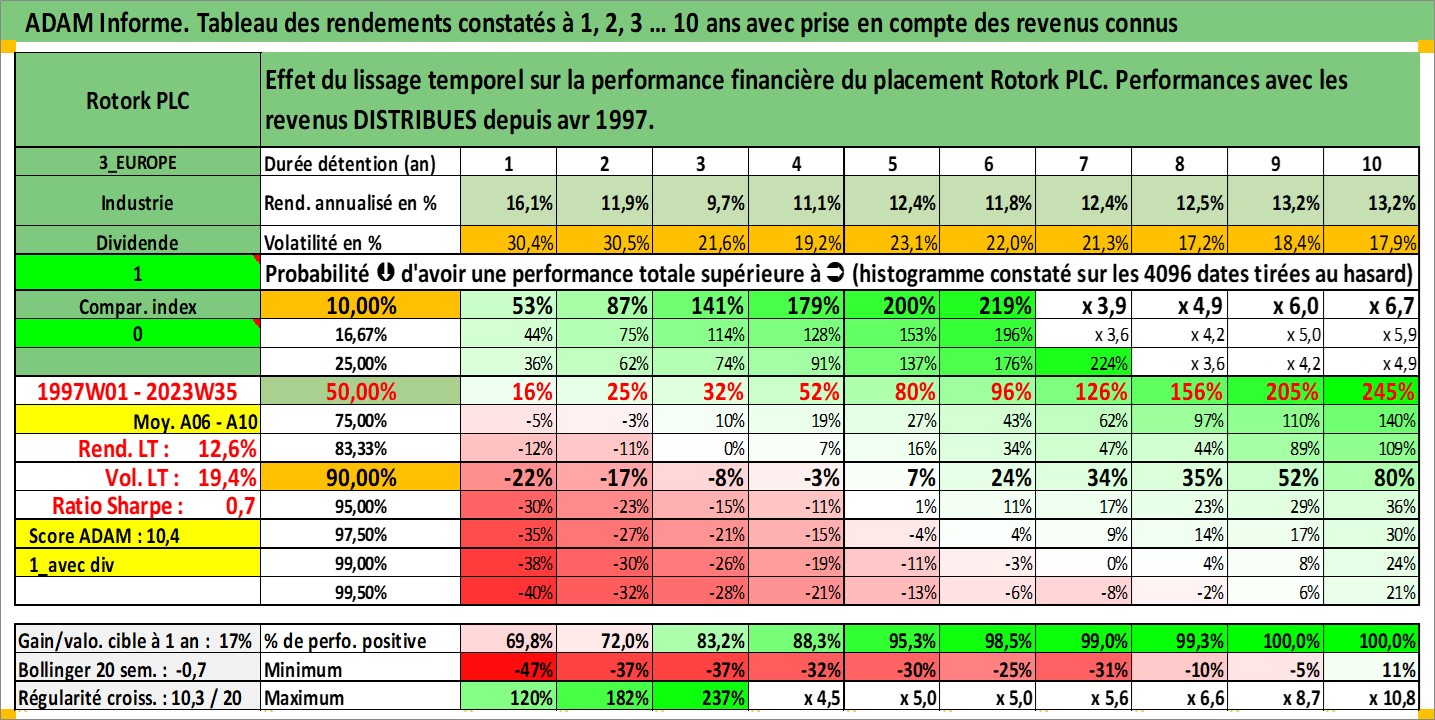 ADAM Informe. Tableau des rendements constatés à 1, 2, 3 ... 10 ans avec prise en compte des revenus connus
Rotork PLC
Effet du lissage temporel sur la performance financière du placement Rotork PLC. Performances avec les
revenus DISTRIBUES depuis avr 1997.
3_EUROPE Durée détention (an) 1 2 3 4 5 6 7 8 9 10
Industrie Rend. annualisé en % 16,1% 11,9% 9,7% 11,1% 12,4% 11,8% 12,4% 12,5% 13,2% 13,2%
Dividende Volatilité en % 30,4% 30,5% 21,6% 19,2% 23,1% 22,0% 21,3% 17,2% 18,4% 17,9%
1 Probabilité ⬇ d'avoir une performance totale supérieure à ➲ (histogramme constaté sur les 4096 dates tirées au hasard)
Compar. index 10,00% 53% 87% 141% 179% 200% 219% x 3,9 x 4,9 x 6,0 x 6,7
0 16,67% 44% 75% 114% 128% 153% 196% x 3,6 x 4,2 x 5,0 x 5,9
25,00% 36% 62% 74% 91% 137% 176% 224% x 3,6 x 4,2 x 4,9
1997W01 - 2023W35 50,00% 16% 25% 32% 52% 80% 96% 126% 156% 205% 245%
Moy. A06 - A10 75,00% -5% -3% 10% 19% 27% 43% 62% 97% 110% 140%
Rend. LT : 12,6% 83,33% -12% -11% 0% 7% 16% 34% 47% 44% 89% 109%
Vol. LT : 19,4% 90,00% -22% -17% -8% -3% 7% 24% 34% 35% 52% 80%
Ratio Sharpe : 0,7 95,00% -30% -23% -15% -11% 1% 11% 17% 23% 29% 36%
Score ADAM : 10,4 97,50% -35% -27% -21% -15% -4% 4% 9% 14% 17% 30%
1_avec div 99,00% -38% -30% -26% -19% -11% -3% 0% 4% 8% 24%
99,50% -40% -32% -28% -21% -13% -6% -8% -2% 6% 21%
Gain/valo. cible à 1 an : 17% % de perfo. positive 69,8% 72,0% 83,2% 88,3% 95,3% 98,5% 99,0% 99,3% 100,0% 100,0%
Bollinger 20 sem. : -0,7 Minimum -47% -37% -37% -32% -30% -25% -31% -10% -5% 11%
Régularité croiss. : 10,3 / 20 Maximum 120% 182% 237% x 4,5 x 5,0 x 5,0 x 5,6 x 6,6 x 8,7 x 10,8